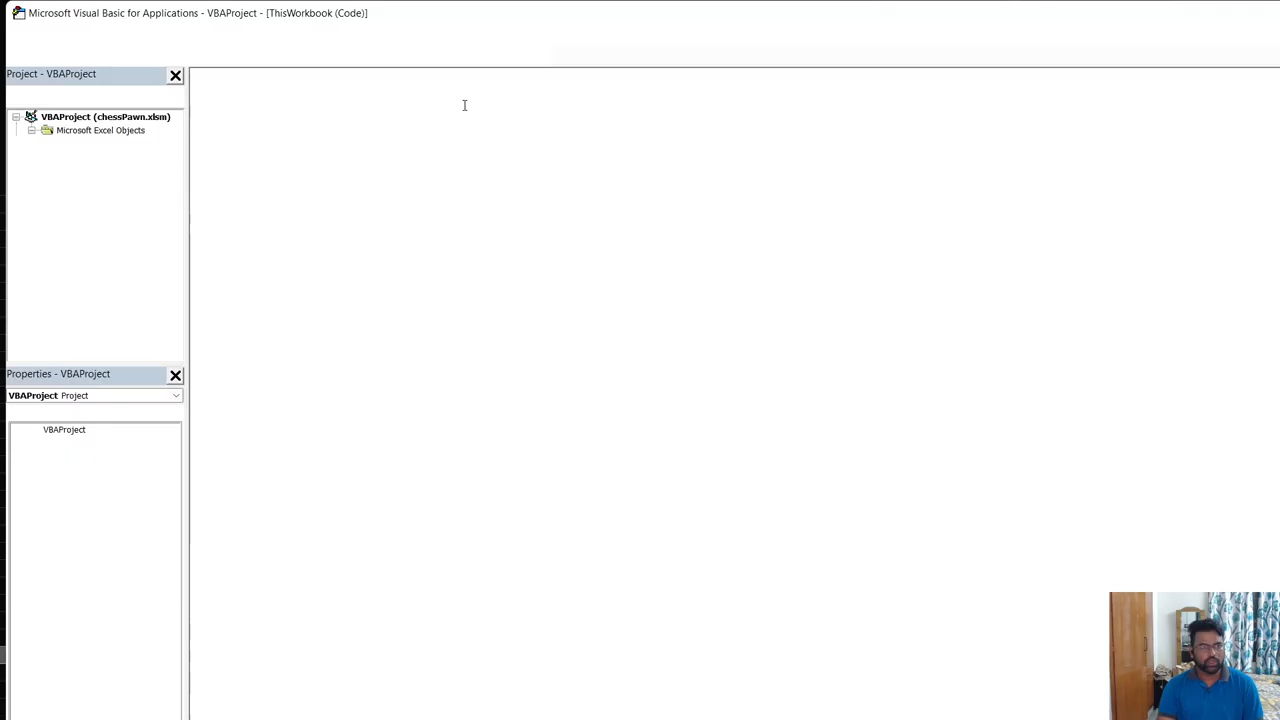 Microsoft Visual Basic for Applications - VBAProject - [ThisWorkbook (Code)]
Project - VBAProject
VBAProject (chessPawn.xlsm)
Microsoft Excel Objects
Properties - VBAProject
VBAProject Project
VBAProject